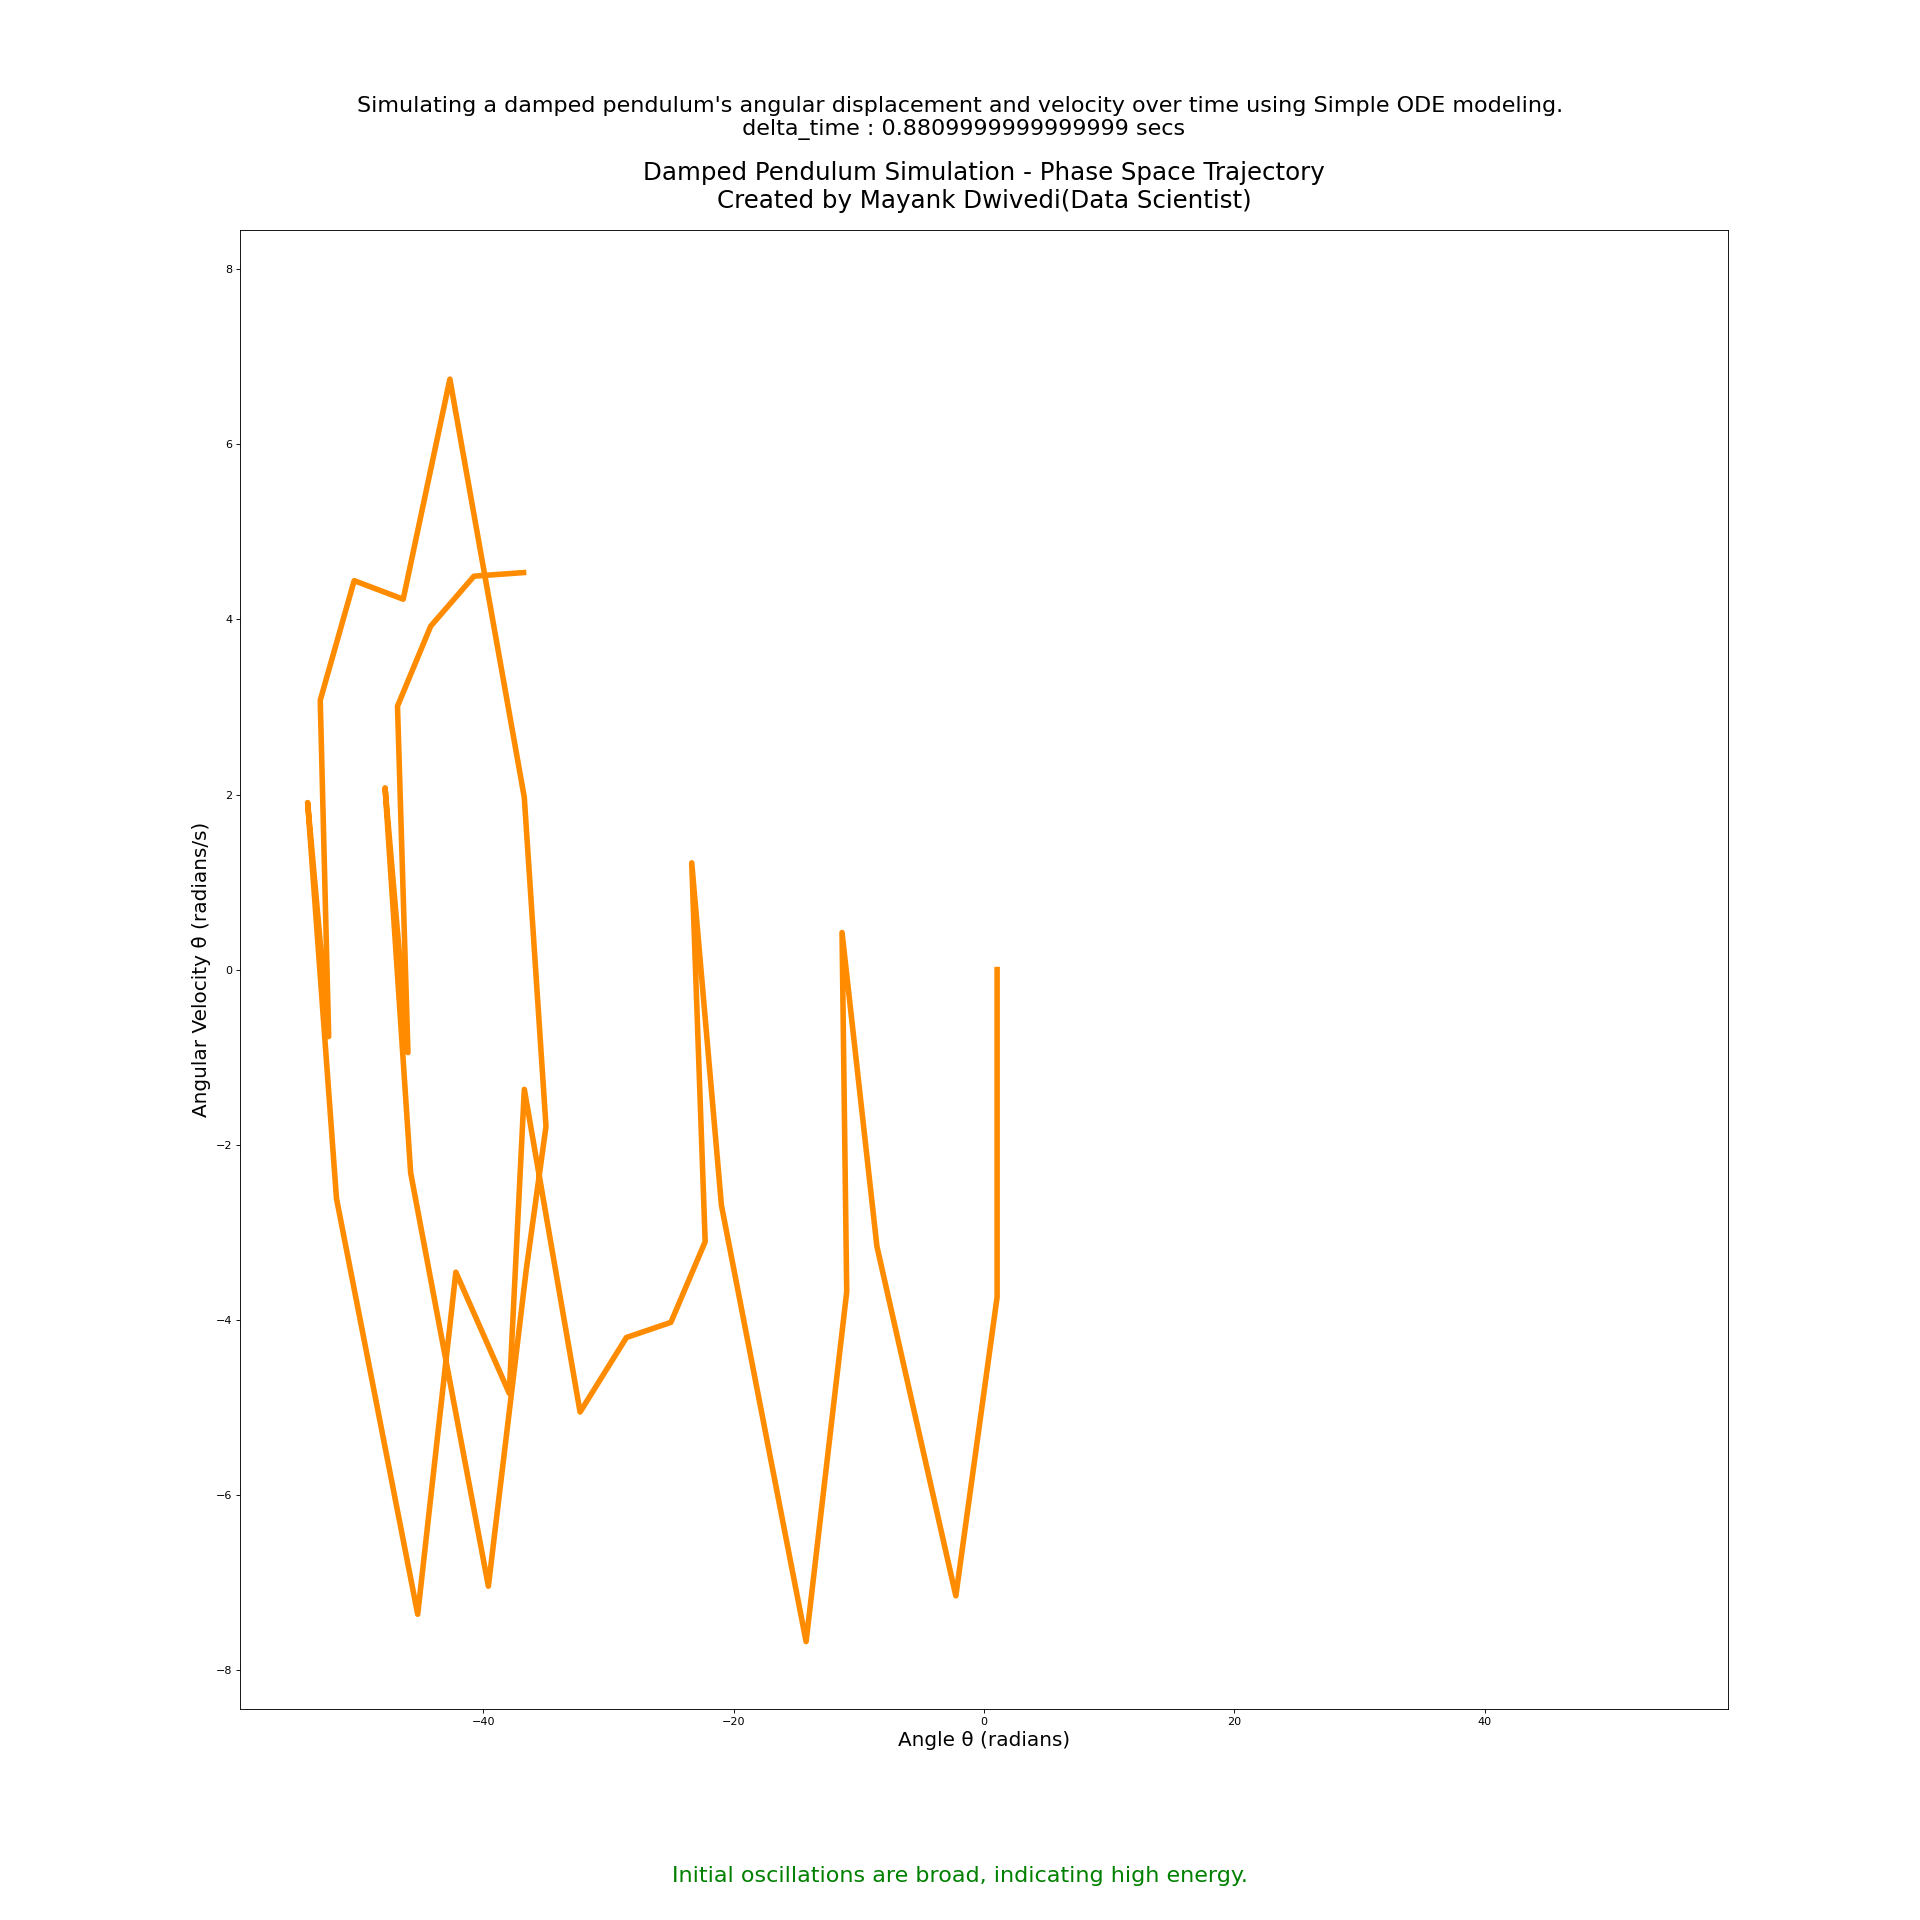 Simulating a damped pendulum's angular displacement and velocity over time using Simple ODE modeling.
delta_time : 0.8809999999999999 secs
Damped Pendulum Simulation - Phase Space Trajectory
Created by Mayank Dwivedi(Data Scientist)
8
6
4
2
0
−2
−4
−6
−8
Angular Velocity θ (radians/s)
−40
−20
0
20
40
Angle θ (radians)
Initial oscillations are broad, indicating high energy.